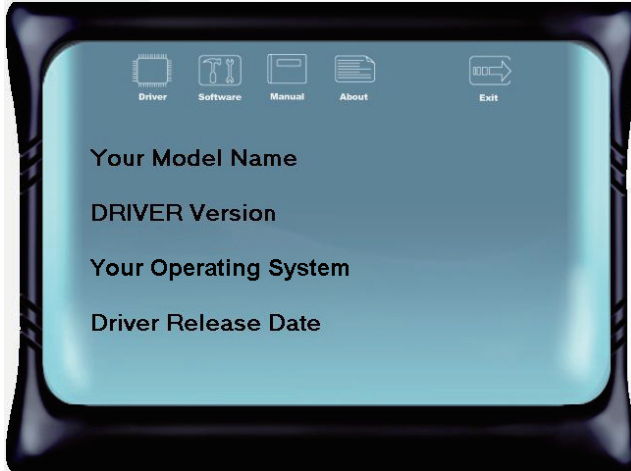 Driver Software Manual About Exit
Your Model Name
DRIVER Version
Your Operating System
Driver Release Date